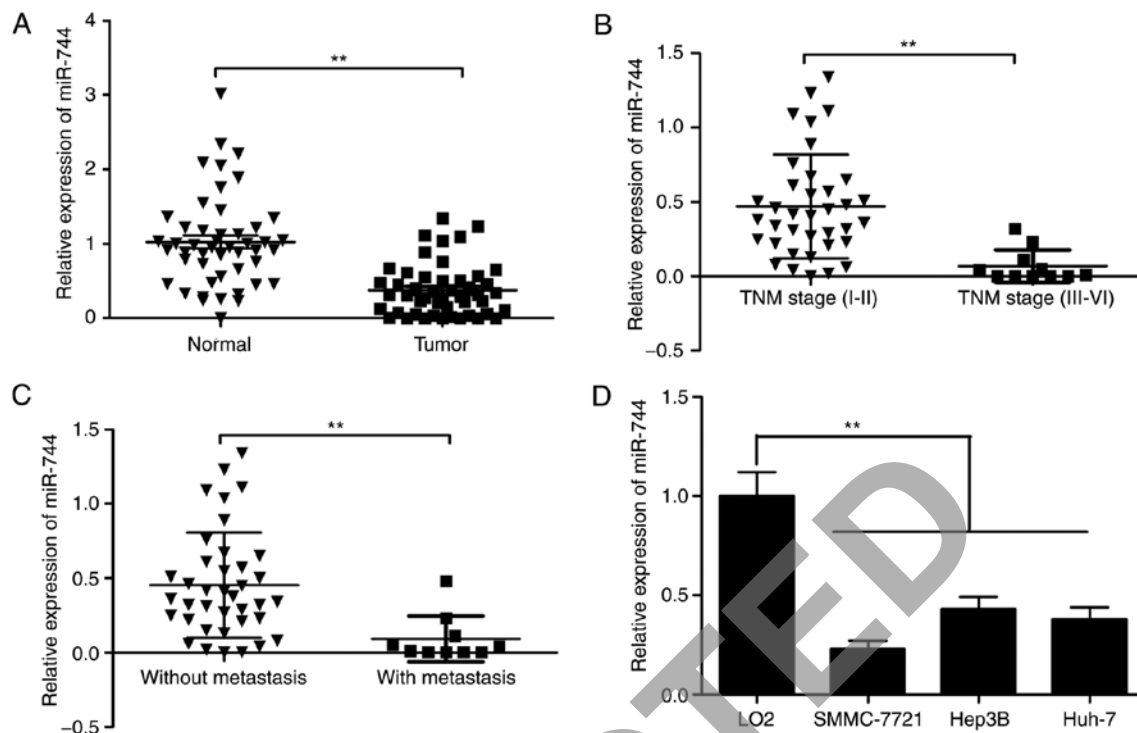 A
Relative expression of miR-744
4
3
2
1
0
**
Normal
Tumor
B
Relative expression of miR-744
1.5
1.0
0.5
0.0
−0.5
**
TNM stage (I-II)
TNM stage (III-VI)
C
Relative expression of miR-744
1.5
1.0
0.5
0.0
−0.5
**
Without metastasis
With metastasis
D
Relative expression of miR-744
1.5
1.0
0.5
0.0
**
LO2
SMMC-7721
Hep3B
Huh-7
TED